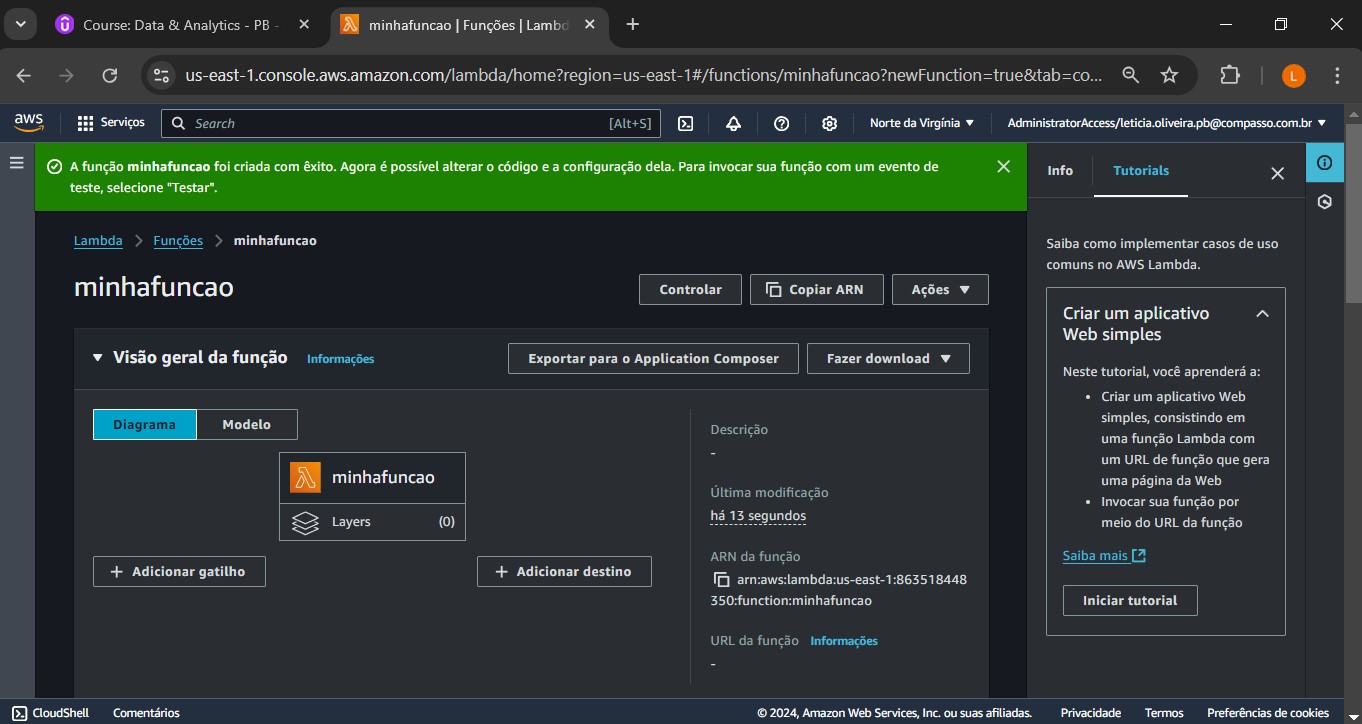 Course: Data & Analytics - PB -
minhafuncao | Funções | Lambd
us-east-1.console.aws.amazon.com/lambda/home?region=us-east-1#/functions/minhafuncao?newFunction=true&tab=co...
L
aws
Serviços
Search
[Alt+S]
Norte da Virgínia
AdministratorAccess/leticia.oliveira.pb@compasso.com.br
A função minhafuncao foi criada com êxito. Agora é possível alterar o código e a configuração dela. Para invocar sua função com um evento de
teste, selecione "Testar".
Lambda
Funções
minhafuncao
minhafuncao
Controlar
Copiar ARN
Ações
Visão geral da função
Informações
Exportar para o Application Composer
Fazer download
Diagrama
Modelo
minhafuncao
Layers
(0)
Adicionar gatilho
Adicionar destino
Descrição
-
Última modificação
há 13 segundos
ARN da função
arn:aws:lambda:us-east-1:863518448
350:function:minhafuncao
URL da função
Informações
-
Info
Tutorials
Saiba como implementar casos de uso
comuns no AWS Lambda.
Criar um aplicativo
Web simples
Neste tutorial, você aprenderá a:
• Criar um aplicativo Web
simples, consistindo em
uma função Lambda com
um URL de função que gera
uma página da Web
• Invocar sua função por
meio do URL da função
Saiba mais
Iniciar tutorial
CloudShell
Comentários
© 2024, Amazon Web Services, Inc. ou suas afiliadas.
Privacidade
Termos
Preferências de cookies